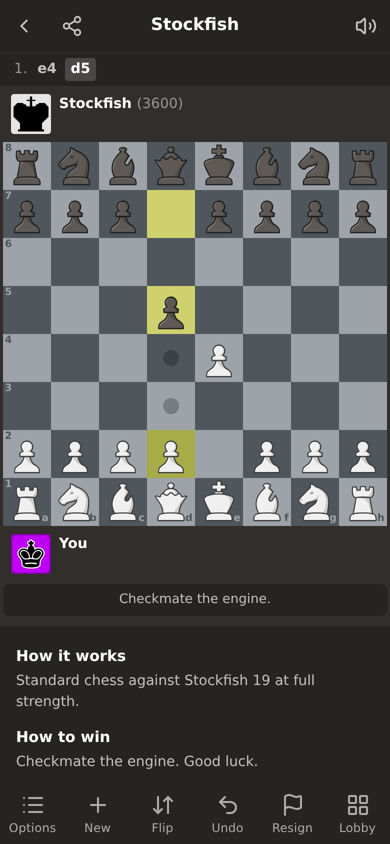 Stockfish
1. e4 d5
Stockfish (3600)
8
7
6
5
4
3
2
1
a b c d e f g h
You
Checkmate the engine.
How it works
Standard chess against Stockfish 19 at full
strength.
How to win
Checkmate the engine. Good luck.
Options New Flip Undo Resign Lobby